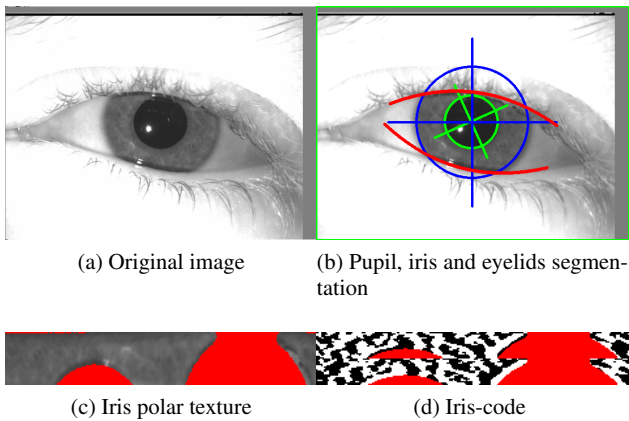 (a) Original image
(b) Pupil, iris and eyelids segmen-
tation
(c) Iris polar texture
(d) Iris-code